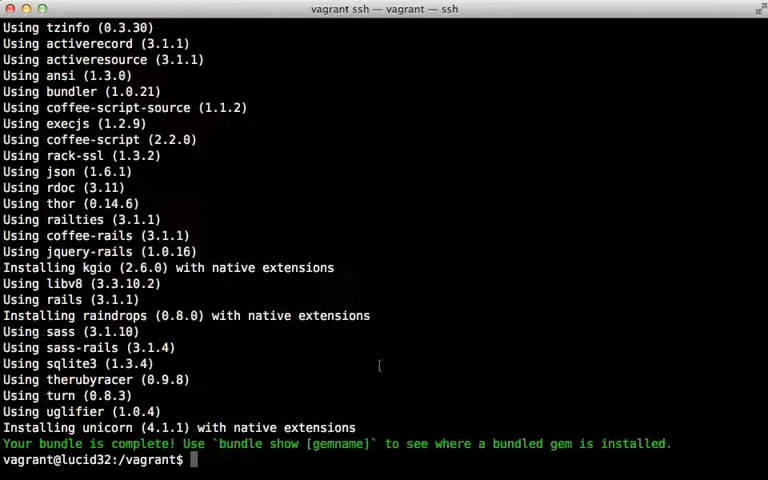 vagrant ssh — vagrant — ssh
Using tzinfo (0.3.30)
Using activerecord (3.1.1)
Using activeresource (3.1.1)
Using ansi (1.3.0)
Using bundler (1.0.21)
Using coffee-script-source (1.1.2)
Using execjs (1.2.9)
Using coffee-script (2.2.0)
Using rack-ssl (1.3.2)
Using json (1.6.1)
Using rdoc (3.11)
Using thor (0.14.6)
Using railties (3.1.1)
Using coffee-rails (3.1.1)
Using jquery-rails (1.0.16)
Installing kgio (2.6.0) with native extensions
Using libv8 (3.3.10.2)
Using rails (3.1.1)
Installing raindrops (0.8.0) with native extensions
Using sass (3.1.10)
Using sass-rails (3.1.4)
Using sqlite3 (1.3.4)
Using therubyracer (0.9.8)
Using turn (0.8.3)
Using uglifier (1.0.4)
Installing unicorn (4.1.1) with native extensions
Your bundle is complete! Use `bundle show [gemname]` to see where a bundled gem is installed.
vagrant@lucid32:/vagrant$